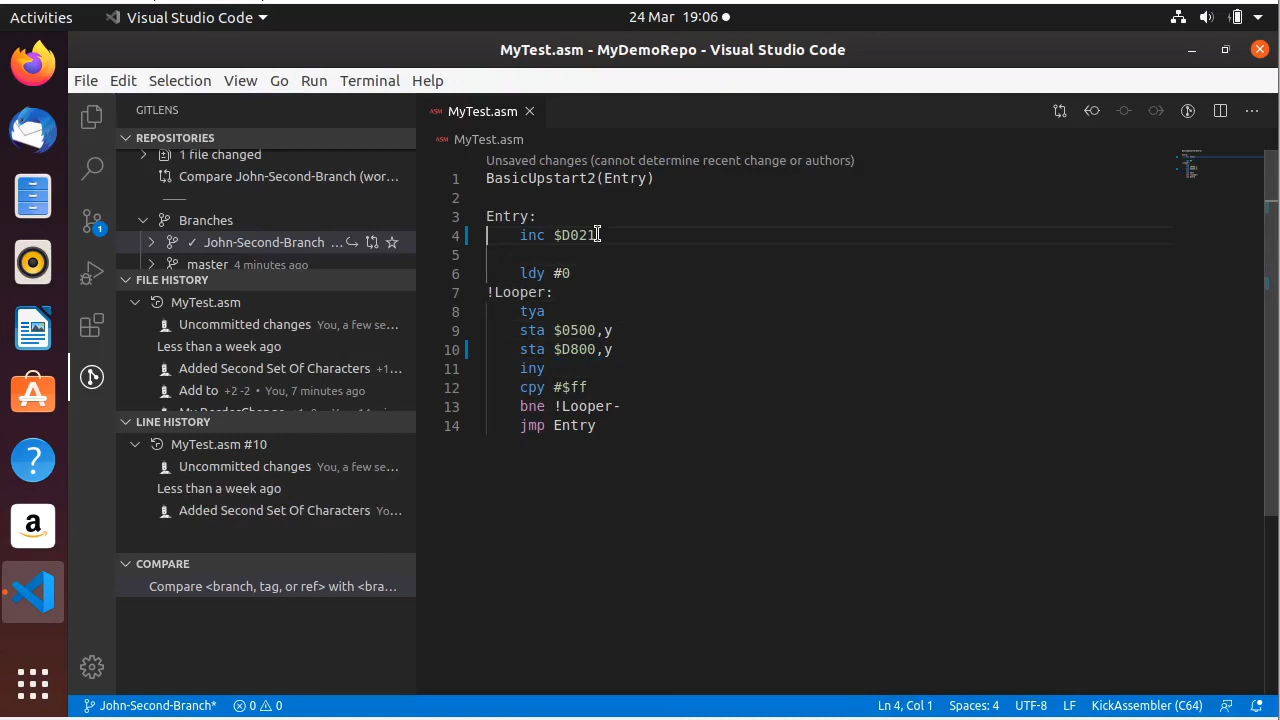 Activities
Visual Studio Code
24 Mar 19:06
MyTest.asm - MyDemoRepo - Visual Studio Code
File Edit Selection View Go Run Terminal Help
GITLENS
REPOSITORIES
1 file changed
Compare John-Second-Branch (wor...
Branches
✓ John-Second-Branch ...
master 4 minutes ago
FILE HISTORY
MyTest.asm
Uncommitted changes You, a few se...
Less than a week ago
Added Second Set Of Characters +1...
Add to +2 -2 • You, 7 minutes ago
LINE HISTORY
MyTest.asm #10
Uncommitted changes You, a few se...
Less than a week ago
Added Second Set Of Characters Yo...
COMPARE
Compare <branch, tag, or ref> with <bra...
1
ASM MyTest.asm
ASM MyTest.asm
Unsaved changes (cannot determine recent change or authors)
1 BasicUpstart2(Entry)
2
3 Entry:
4 inc $D021
5
6 ldy #0
7 !Looper:
8 tya
9 sta $0500,y
10 sta $D800,y
11 iny
12 cpy #$ff
13 bne !Looper-
14 jmp Entry
John-Second-Branch* 0 0
Ln 4, Col 1 Spaces: 4 UTF-8 LF KickAssembler (C64)